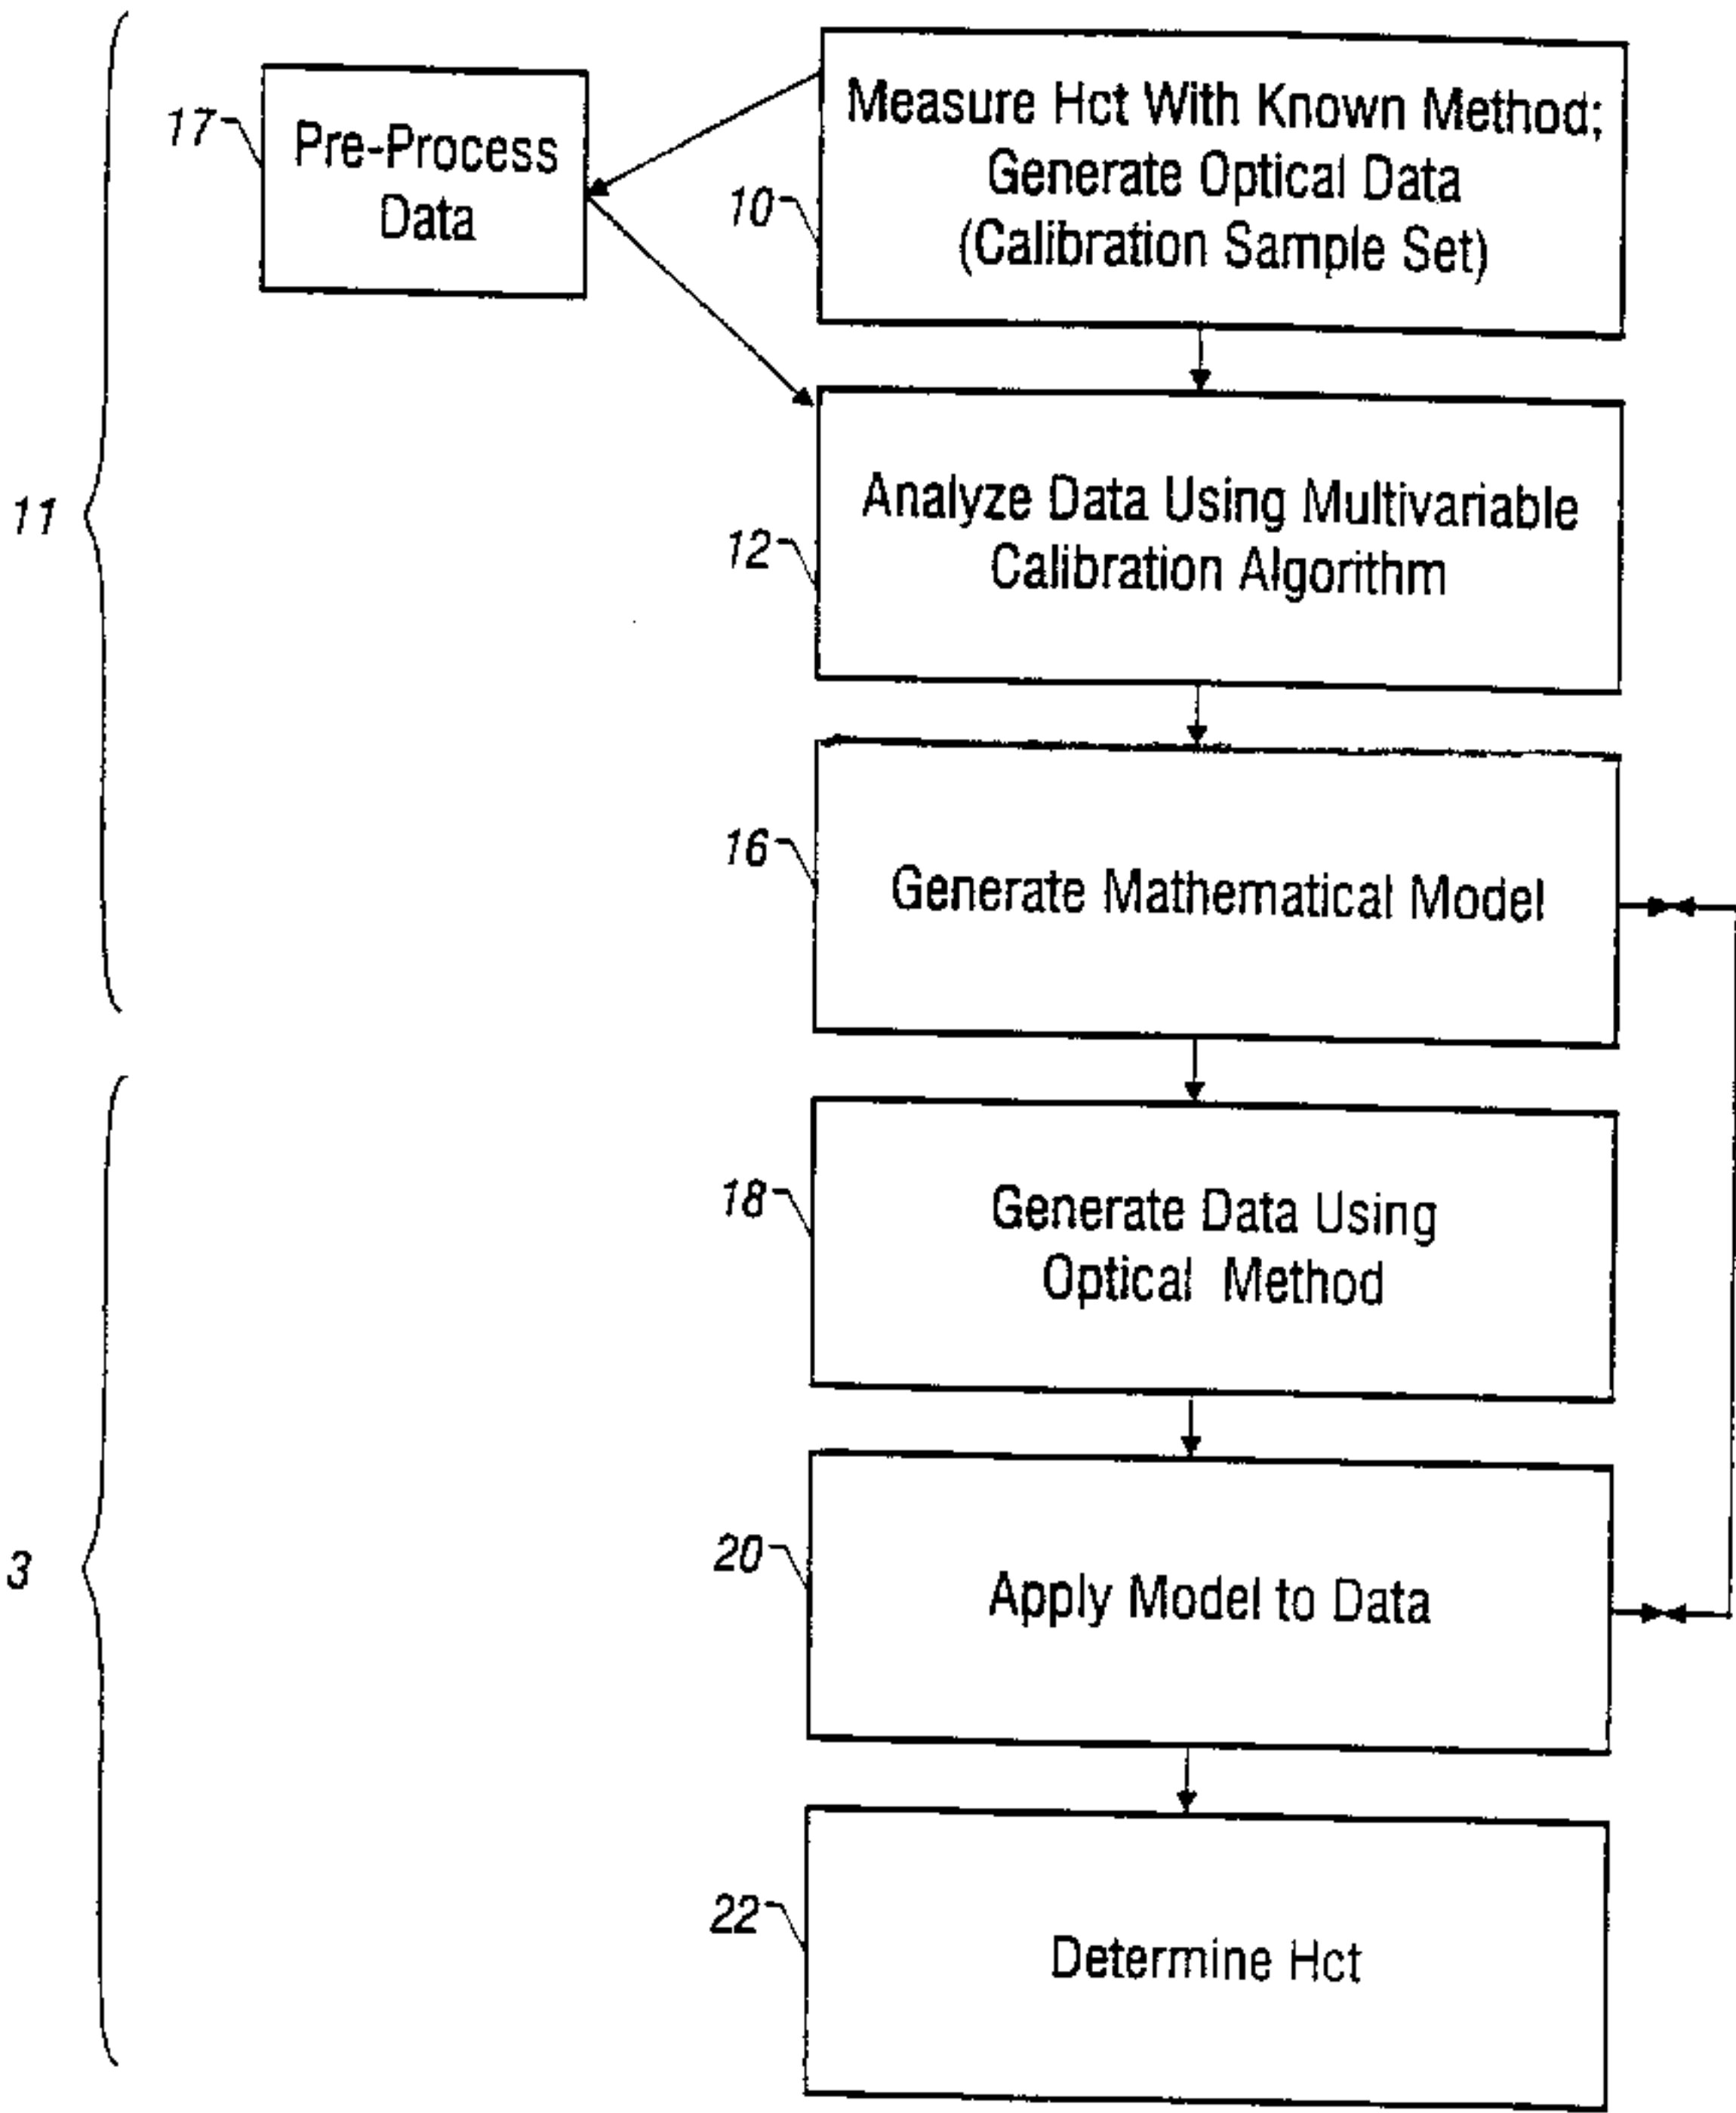 17
Pre-Process
Data
Measure Hct With Known Method;
Generate Optical Data
(Calibration Sample Set)
10
11
Analyze Data Using Multivariable
Calibration Algorithm
12
16
Generate Mathematical Model
18
Generate Data Using
Optical Method
3
20
Apply Model to Data
22
Determine Hct